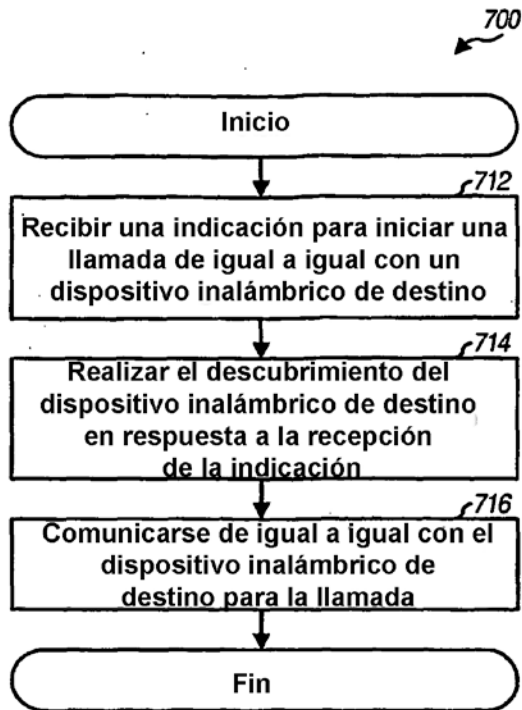 700
Inicio
712
Recibir una indicación para iniciar una
llamada de igual a igual con un
dispositivo inalámbrico de destino
714
Realizar el descubrimiento del
dispositivo inalámbrico de destino
en respuesta a la recepción
de la indicación
716
Comunicarse de igual a igual con el
dispositivo inalámbrico de
destino para la llamada
Fin